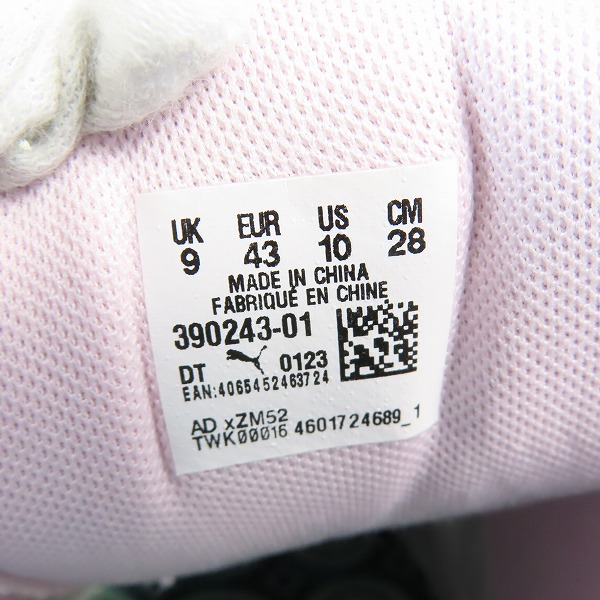 UK EUR US CM
9 43 10 28
MADE IN CHINA
FABRIQUÉ EN CHINE
390243-01
DT 0123
EAN:4065452463724
AD xZM52
TWK00016 4601724689_1